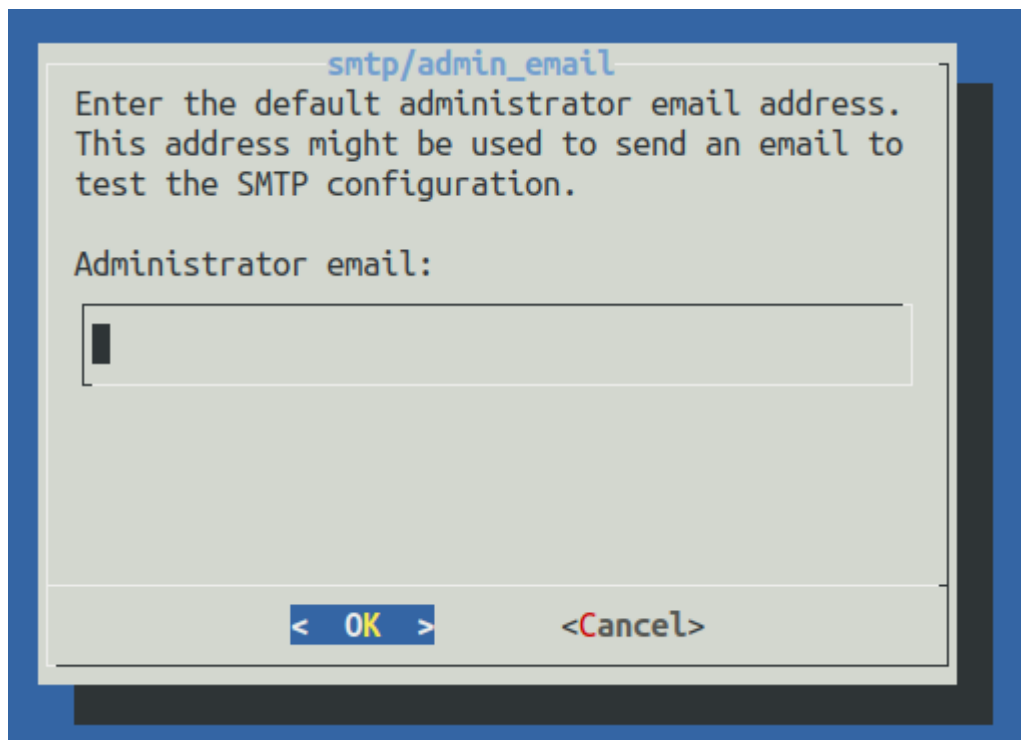 smtp/admin_email
Enter the default administrator email address.
This address might be used to send an email to
test the SMTP configuration.
Administrator email:
<  OK  >   <Cancel>